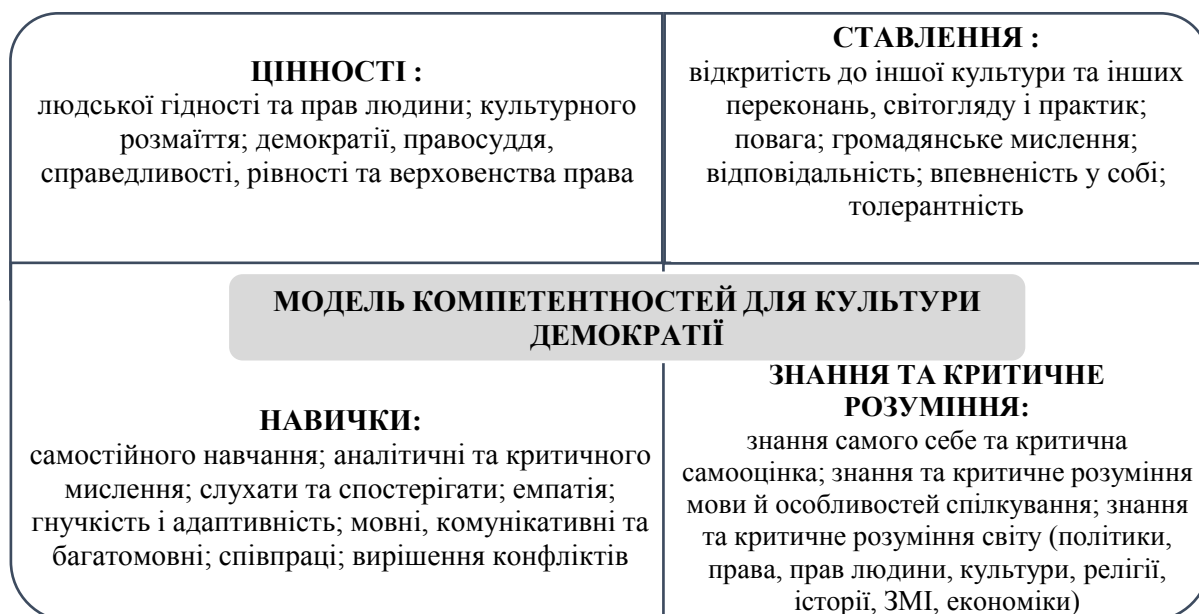 ЦІННОСТІ :
людської гідності та прав людини; культурного
розмаїття; демократії, правосуддя,
справедливості, рівності та верховенства права
СТАВЛЕННЯ :
відкритість до іншої культури та інших
переконань, світогляду і практик;
повага; громадянське мислення;
відповідальність; впевненість у собі;
толерантність
МОДЕЛЬ КОМПЕТЕНТНОСТЕЙ ДЛЯ КУЛЬТУРИ
ДЕМОКРАТІЇ
НАВИЧКИ:
самостійного навчання; аналітичні та критичного
мислення; слухати та спостерігати; емпатія;
гнучкість і адаптивність; мовні, комунікативні та
багатомовні; співпраці; вирішення конфліктів
ЗНАННЯ ТА КРИТИЧНЕ
РОЗУМІННЯ:
знання самого себе та критична
самооцінка; знання та критичне розуміння
мови й особливостей спілкування; знання
та критичне розуміння світу (політики,
права, прав людини, культури, релігії,
історії, ЗМІ, економіки)